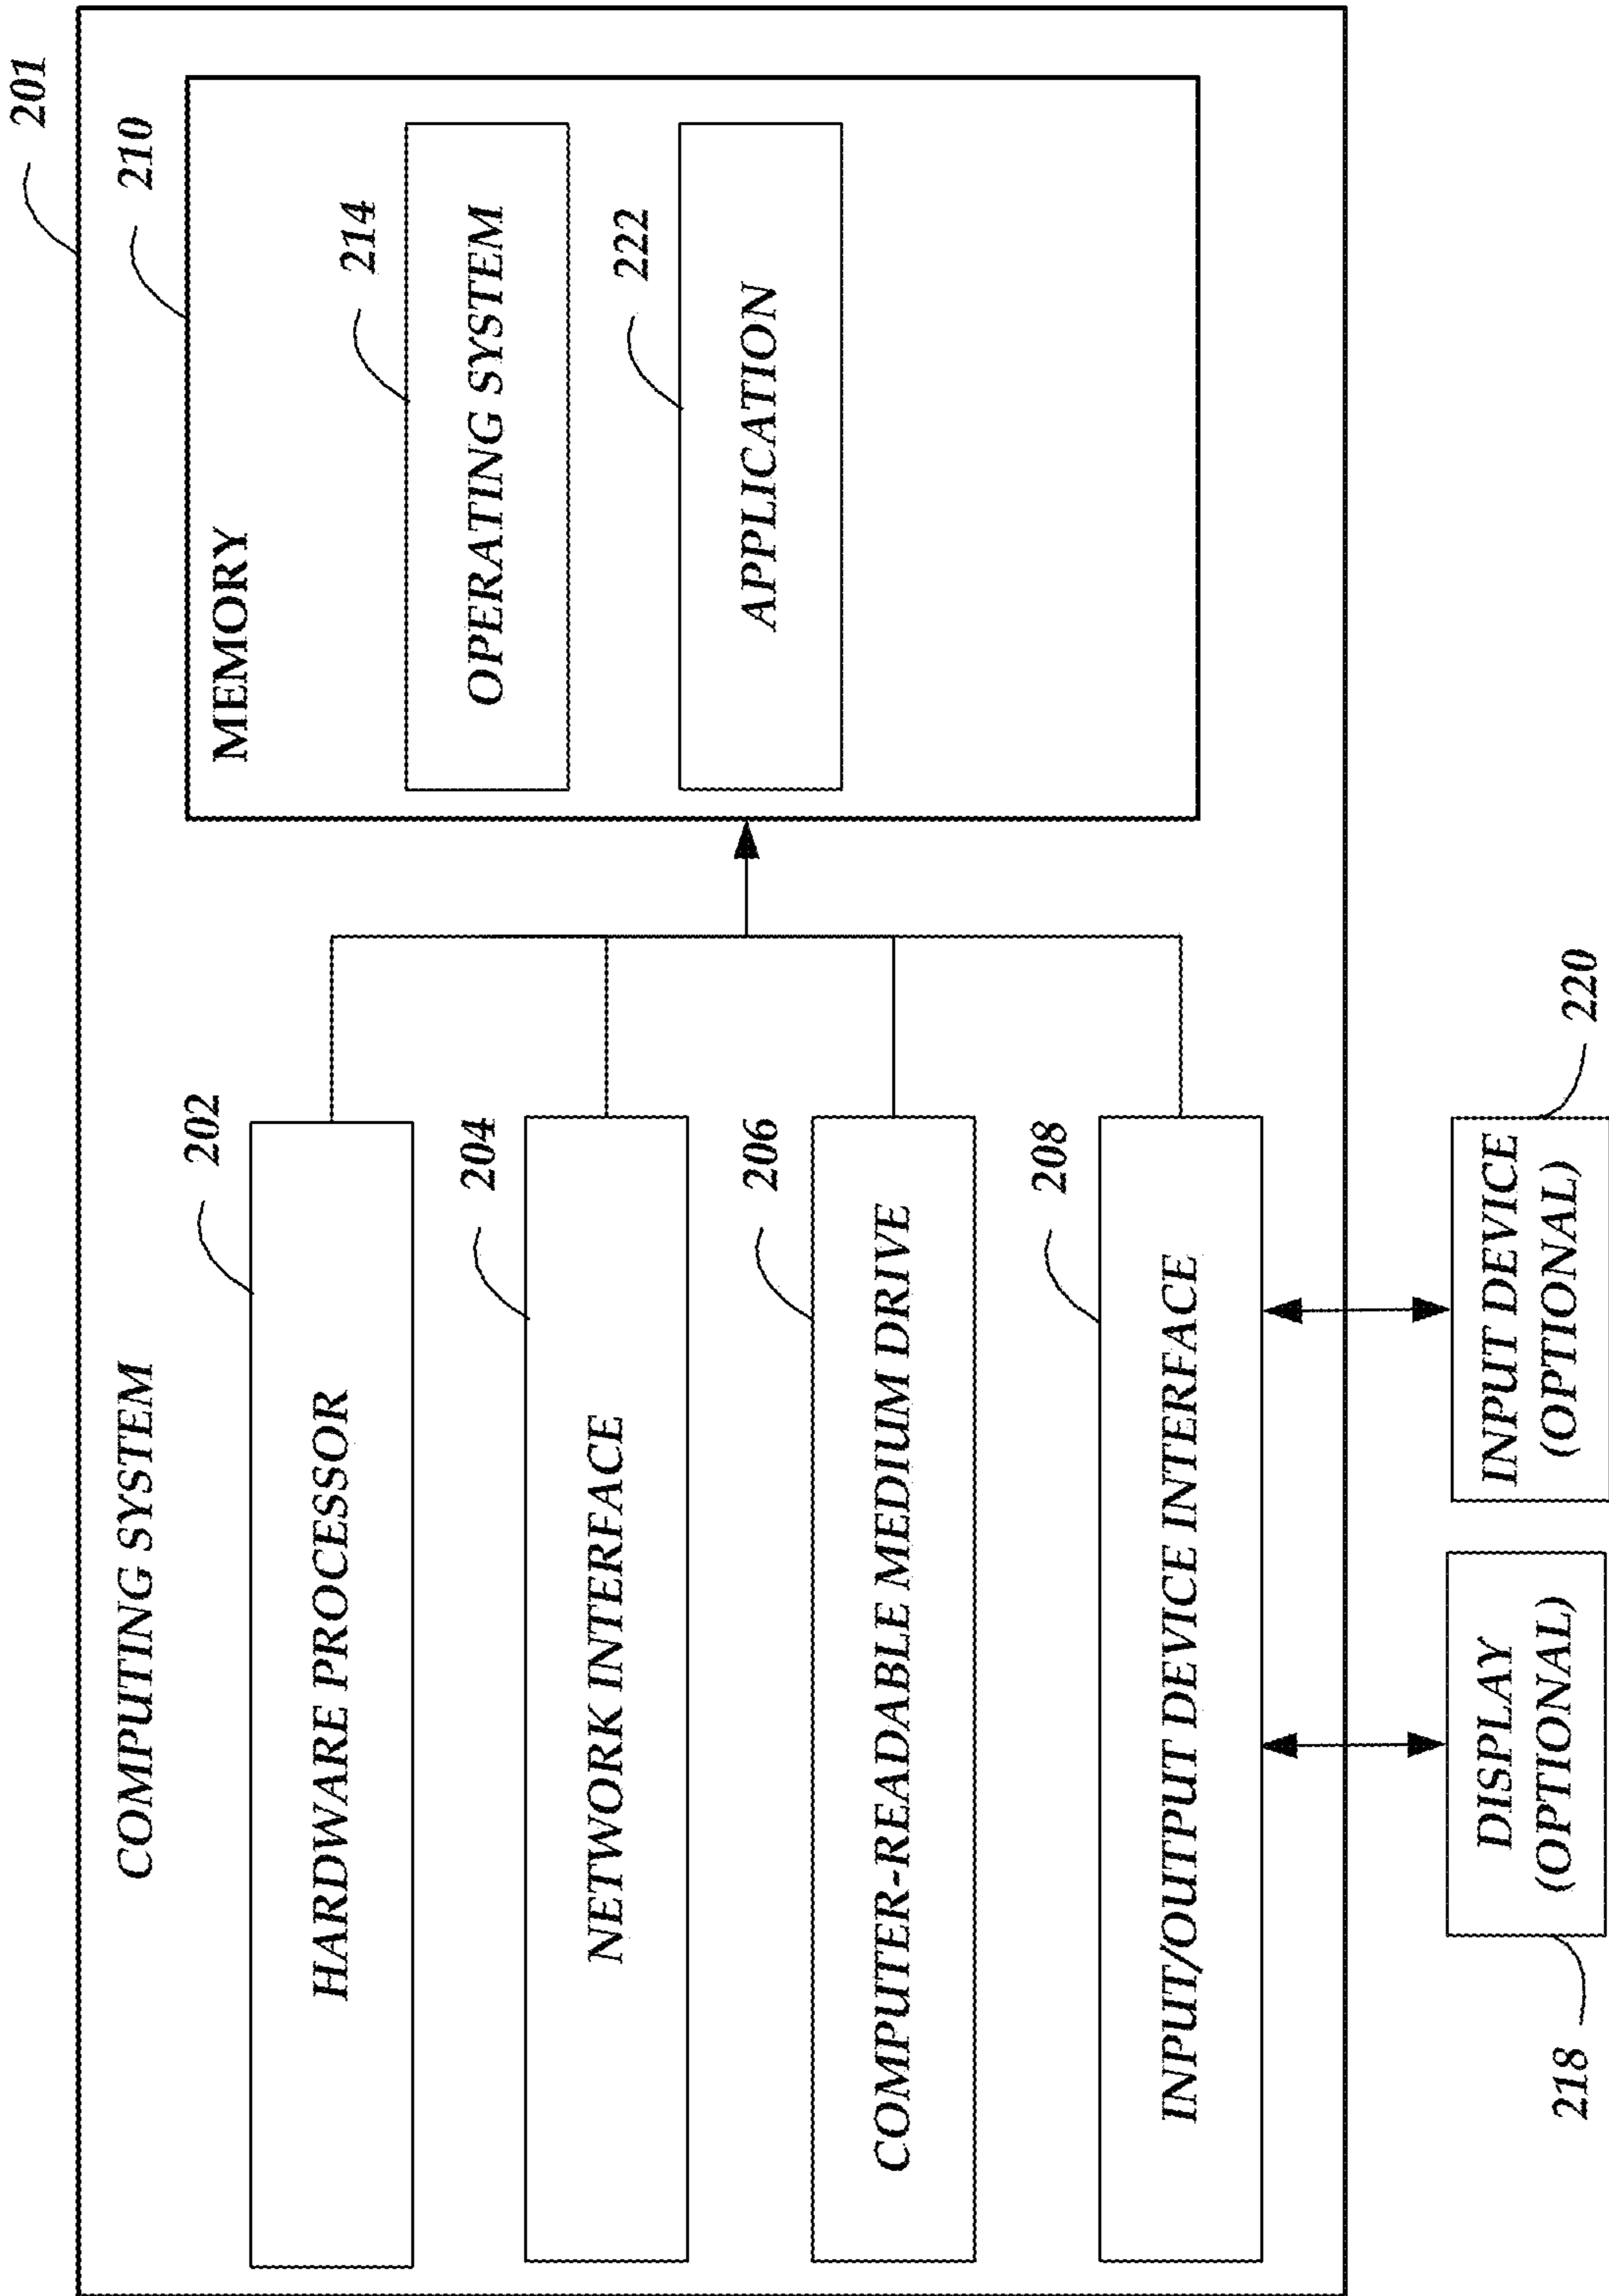 201
COMPUTING SYSTEM
210
MEMORY
202
HARDWARE PROCESSOR
214
OPERATING SYSTEM
204
NETWORK INTERFACE
222
APPLICATION
206
COMPUTER-READABLE MEDIUM DRIVE
208
INPUT/OUTPUT DEVICE INTERFACE
218
DISPLAY
(OPTIONAL)
INPUT DEVICE
(OPTIONAL)
220